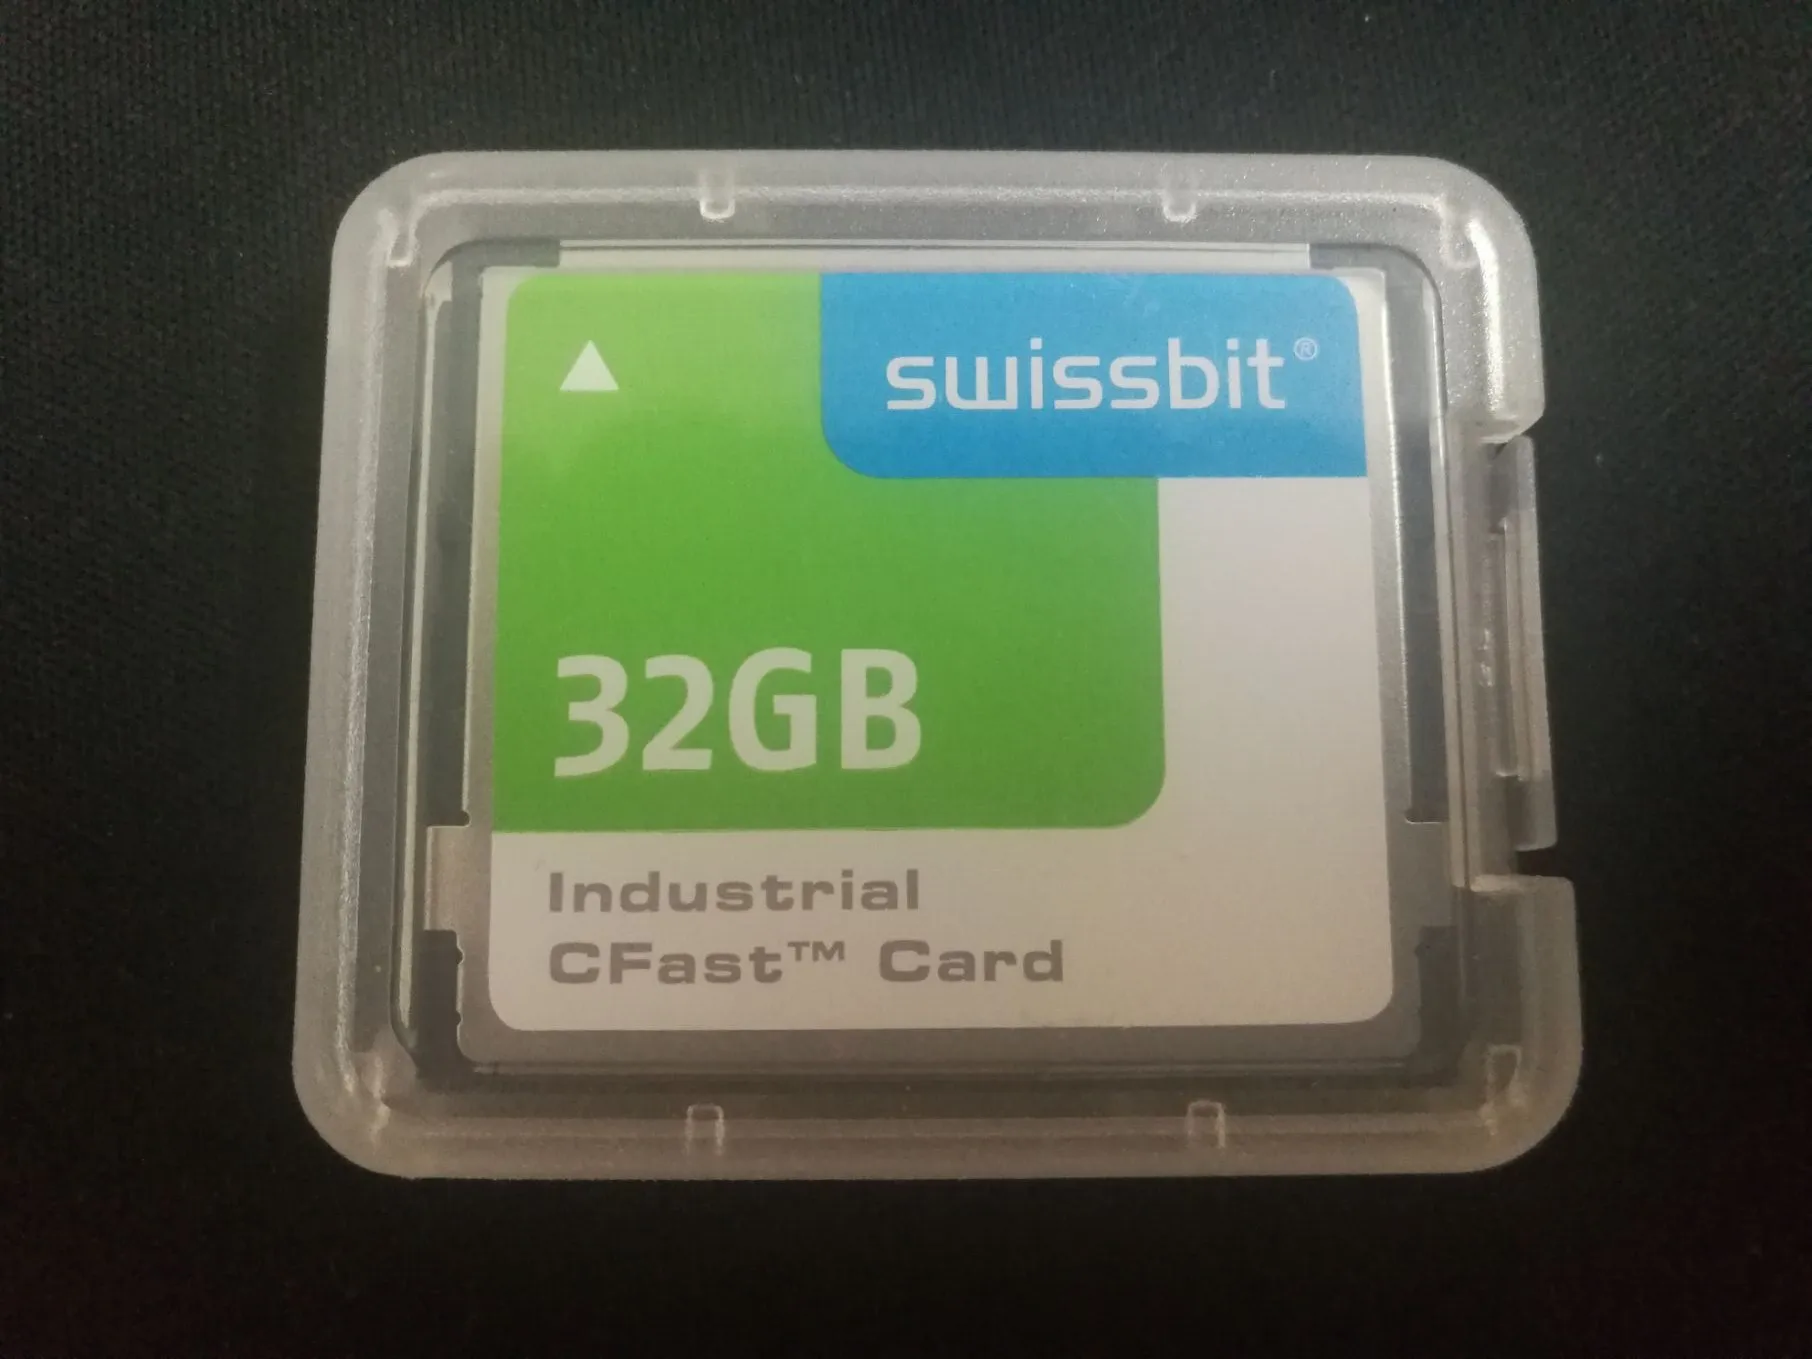 swissbit®
32GB
Industrial
CFast™ Card